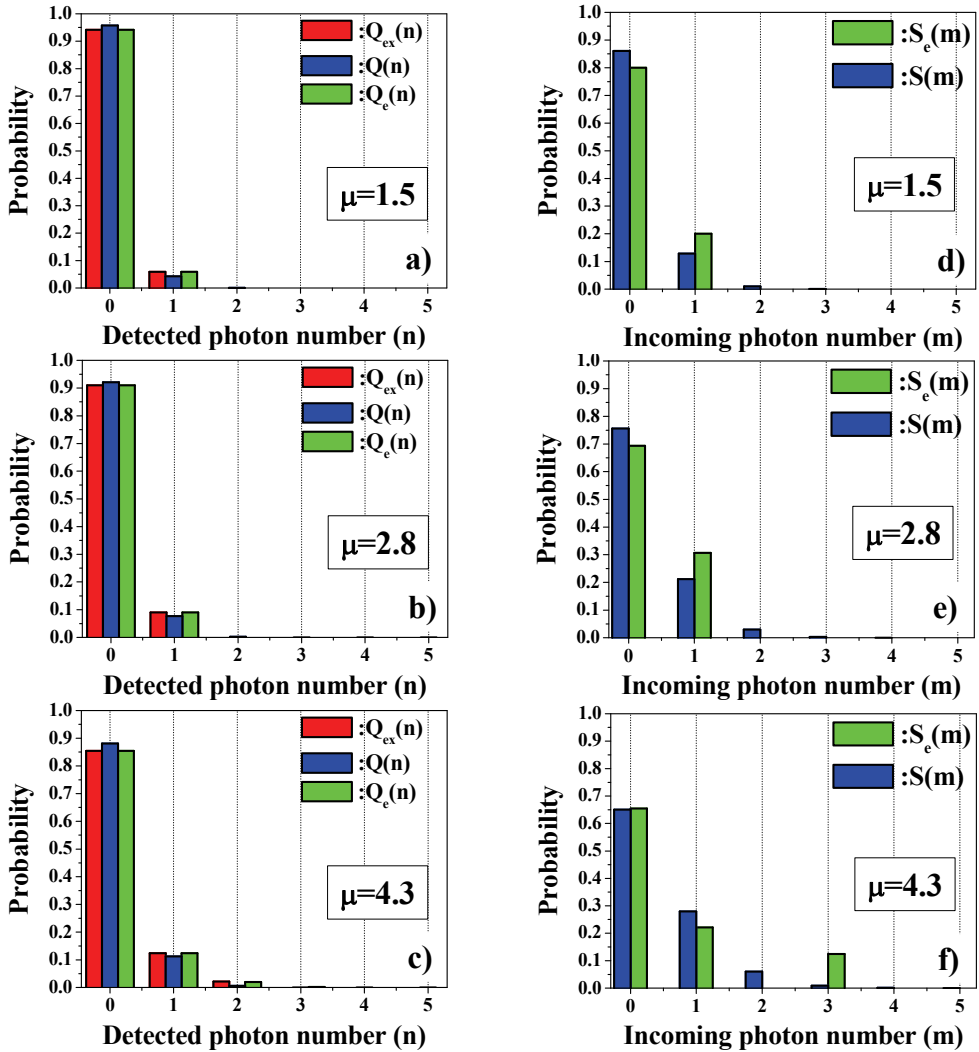 1.0
0.9
0.8
0.7
0.6
0.5
0.4
0.3
0.2
0.1
0.0
Probability
:Qex(n)
:Q(n)
:Qe(n)
μ=1.5
a)
0 1 2 3 4 5
Detected photon number (n)
1.0
0.9
0.8
0.7
0.6
0.5
0.4
0.3
0.2
0.1
0.0
Probability
:Se(m)
:S(m)
μ=1.5
d)
0 1 2 3 4 5
Incoming photon number (m)
1.0
0.9
0.8
0.7
0.6
0.5
0.4
0.3
0.2
0.1
0.0
Probability
:Qex(n)
:Q(n)
:Qe(n)
μ=2.8
b)
0 1 2 3 4 5
Detected photon number (n)
1.0
0.9
0.8
0.7
0.6
0.5
0.4
0.3
0.2
0.1
0.0
Probability
:Se(m)
:S(m)
μ=2.8
e)
0 1 2 3 4 5
Incoming photon number (m)
1.0
0.9
0.8
0.7
0.6
0.5
0.4
0.3
0.2
0.1
0.0
Probability
:Qex(n)
:Q(n)
:Qe(n)
μ=4.3
c)
0 1 2 3 4 5
Detected photon number (n)
1.0
0.9
0.8
0.7
0.6
0.5
0.4
0.3
0.2
0.1
0.0
Probability
:Se(m)
:S(m)
μ=4.3
f)
0 1 2 3 4 5
Incoming photon number (m)